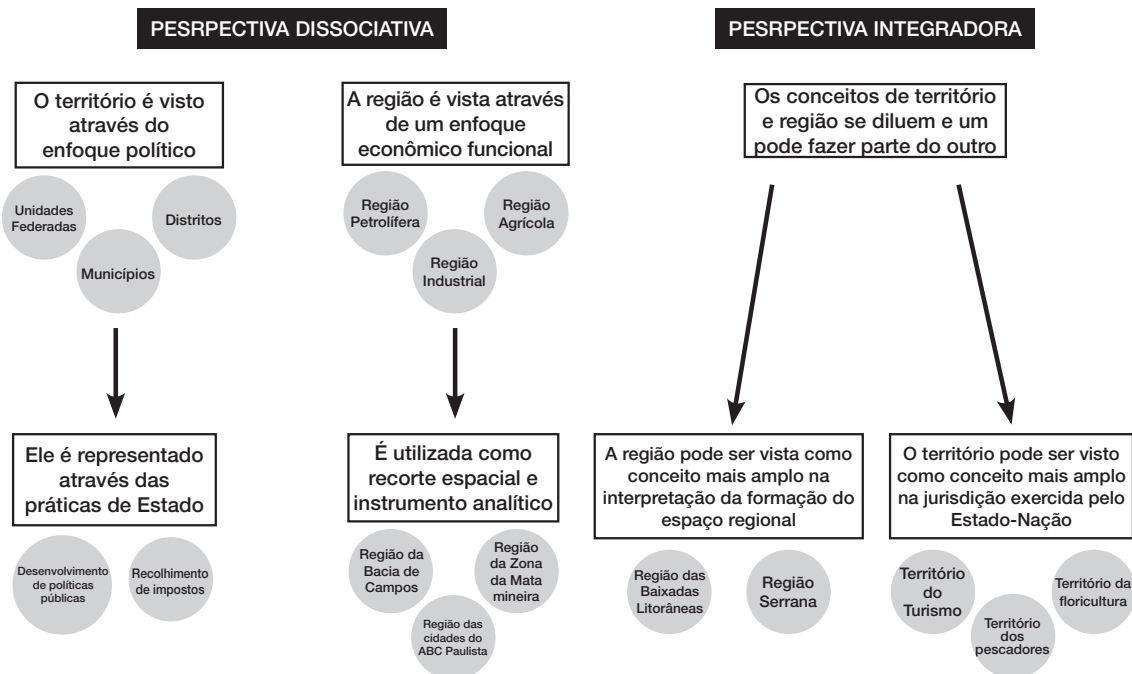 PESRPECTIVA DISSOCIATIVA
O território é visto
através do
enfoque político
Unidades
Federadas
Distritos
Municípios
Ele é representado
através das
práticas de Estado
Desenvolvimento
de políticas
públicas
Recolhimento
de impostos
A região é vista através
de um enfoque
econômico funcional
Região
Petrolífera
Região
Agrícola
Região
Industrial
É utilizada como
recorte espacial e
instrumento analítico
Região da
Bacia de
Campos
Região
da Zona
da Mata
mineira
Região das
cidades do
ABC Paulista
PESRPECTIVA INTEGRADORA
Os conceitos de território
e região se diluem e um
pode fazer parte do outro
A região pode ser vista como
conceito mais amplo na
interpretação da formação do
espaço regional
Região das
Baixadas
Litorâneas
Região
Serrana
O território pode ser visto
como conceito mais amplo
na jurisdição exercida pelo
Estado-Nação
Território
do
Turismo
Território
dos
pescadores
Território da
floricultura